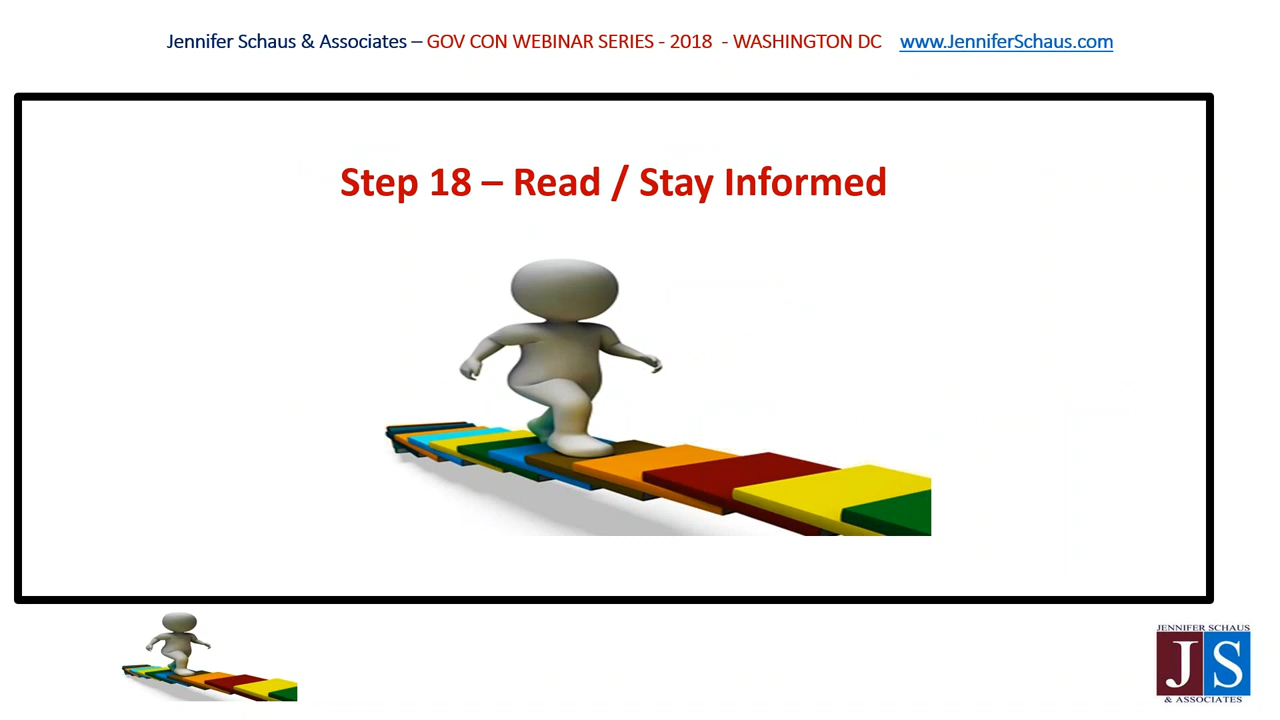 Jennifer Schaus & Associates – GOV CON WEBINAR SERIES - 2018 - WASHINGTON DC www.JenniferSchaus.com
Step 18 – Read / Stay Informed
JENNIFER SCHAUS
J S
& ASSOCIATES